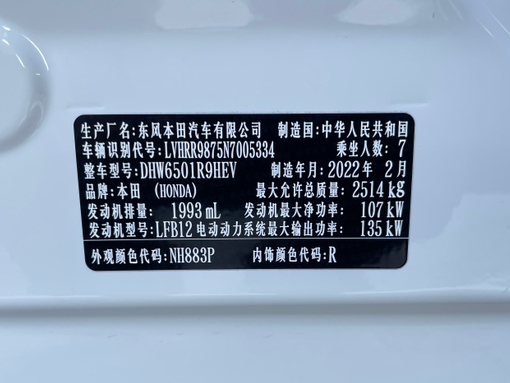 生产厂名:东风本田汽车有限公司 制造国:中华人民共和国
车辆识别代号:LVHRR9875N7005334 乘坐人数:7
整车型号:DHW6501R9HEV 制造年月:2022年2月
品牌:本田 (HONDA) 最大允许总质量:2514kg
发动机排量:1993mL 发动机最大净功率:107kW
发动机型号:LFB12 电动动力系统最大输出功率:135kW
外观颜色代码:NH883P 内饰颜色代码:R